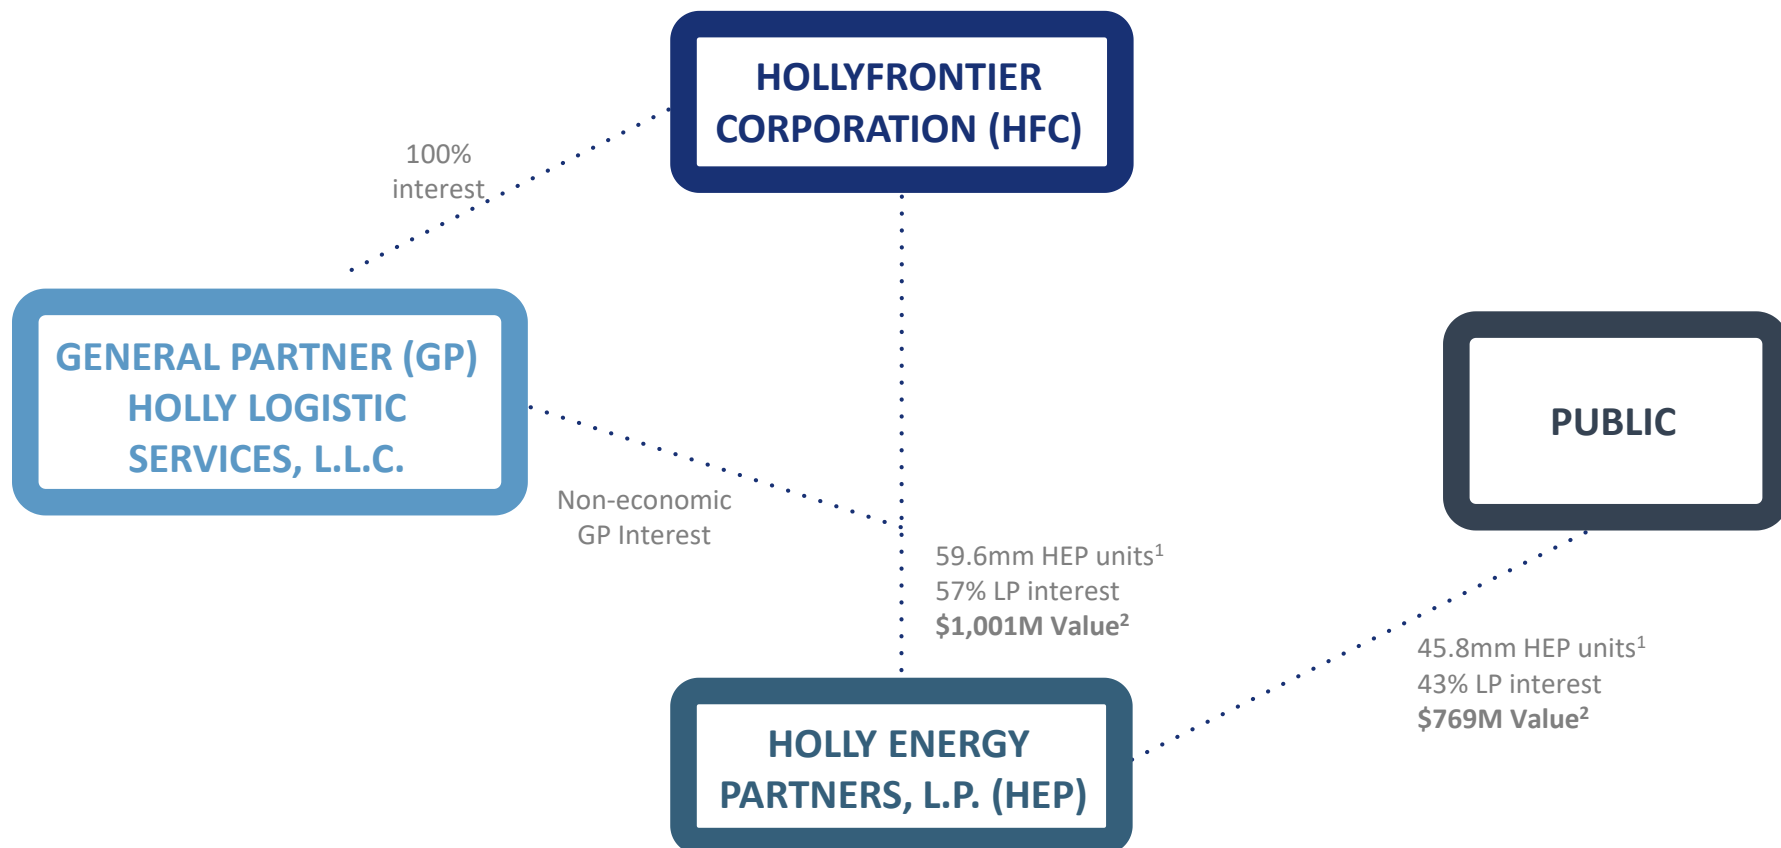 HOLLYFRONTIER
CORPORATION (HFC)
100%
interest
GENERAL PARTNER (GP)
HOLLY LOGISTIC
SERVICES, L.L.C.
PUBLIC
Non-economic
GP Interest
59.6mm HEP units¹
57% LP interest
$1,001M Value²
45.8mm HEP units¹
43% LP interest
$769M Value²
HOLLY ENERGY
PARTNERS, L.P. (HEP)